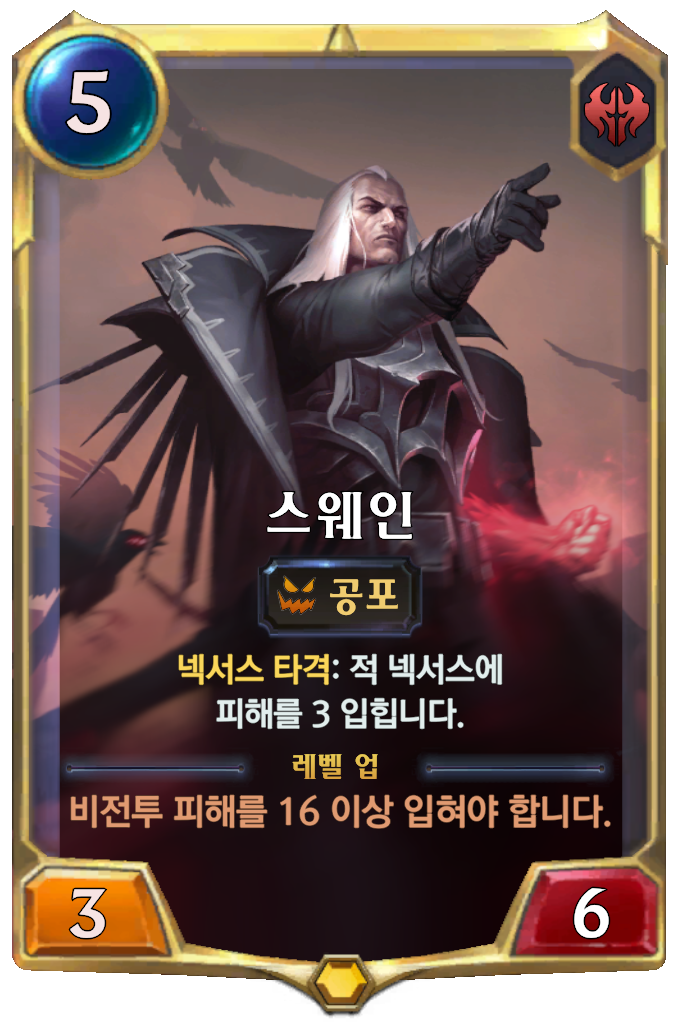 5
스웨인
공포
넥서스 타격: 적 넥서스에
피해를 3 입힙니다.
레벨 업
비전투 피해를 16 이상 입혀야 합니다.
3
6